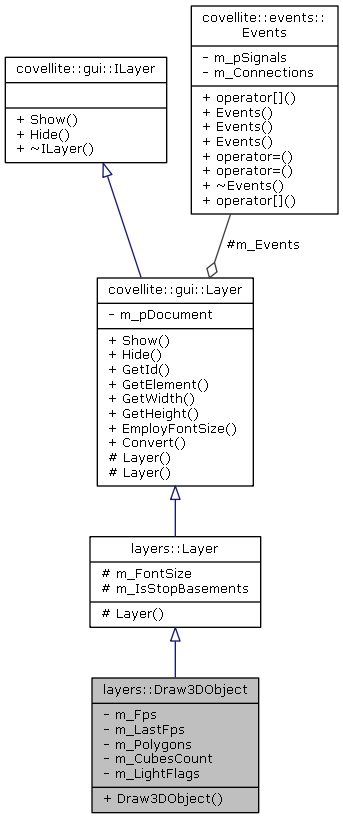 covellite::events::
Events
- m_pSignals
- m_Connections
+ operator[]()
+ Events()
+ Events()
+ Events()
+ operator=()
+ operator=()
+ ~Events()
+ operator[]()
covellite::gui::ILayer
+ Show()
+ Hide()
+ ~ILayer()
#m_Events
covellite::gui::Layer
- m_pDocument
+ Show()
+ Hide()
+ GetId()
+ GetElement()
+ GetWidth()
+ GetHeight()
+ EmployFontSize()
+ Convert()
# Layer()
# Layer()
layers::Layer
# m_FontSize
# m_IsStopBasements
# Layer()
layers::Draw3DObject
- m_Fps
- m_LastFps
- m_Polygons
- m_CubesCount
- m_LightFlags
+ Draw3DObject()